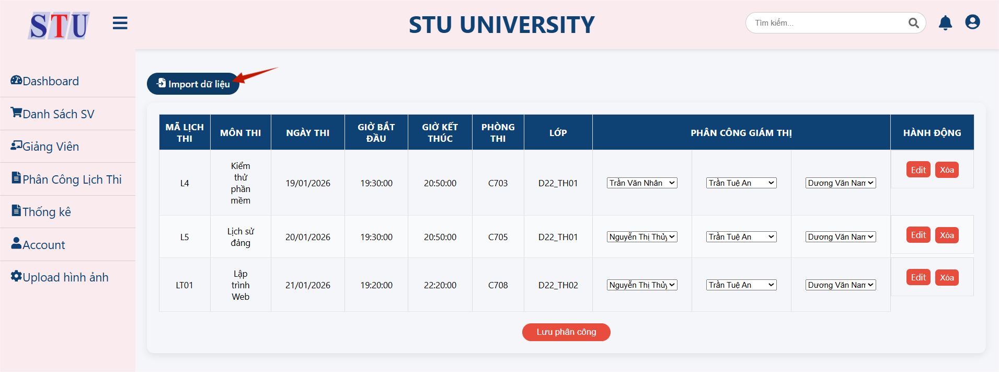 STU
STU UNIVERSITY
Tìm kiếm...
Dashboard
Danh Sách SV
Giảng Viên
Phân Công Lịch Thi
Thống kê
Account
Upload hình ảnh
Import dữ liệu
MÃ LỊCH THI MÔN THI NGÀY THI GIỜ BẮT ĐẦU GIỜ KẾT THÚC PHÒNG THI LỚP PHÂN CÔNG GIÁM THỊ HÀNH ĐỘNG
L4 Kiểm thử phần mềm 19/01/2026 19:30:00 20:50:00 C703 D22_TH01 Trần Văn Nhân Trần Tuệ An Dương Văn Nam Edit Xóa
L5 Lịch sử đảng 20/01/2026 19:30:00 20:50:00 C705 D22_TH01 Nguyễn Thị Thủy Trần Tuệ An Dương Văn Nam Edit Xóa
LT01 Lập trình Web 21/01/2026 19:20:00 22:20:00 C708 D22_TH02 Nguyễn Thị Thủy Trần Tuệ An Dương Văn Nam Edit Xóa
Lưu phân công